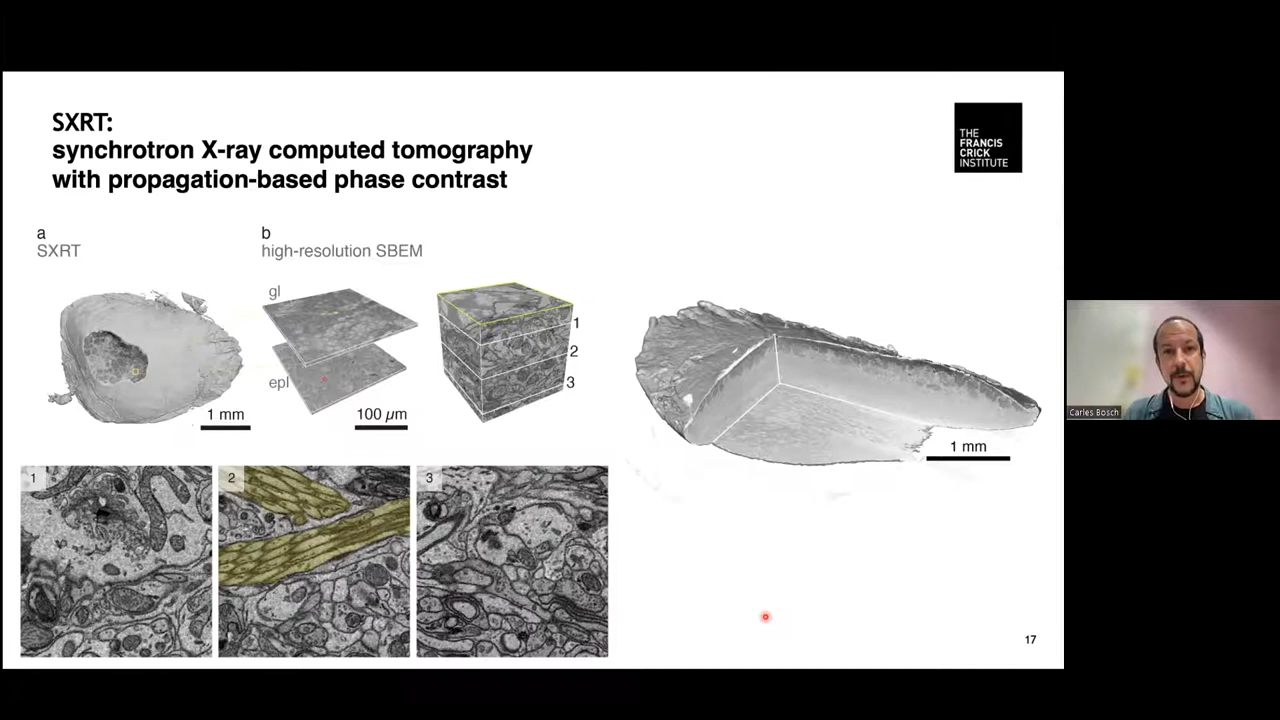 SXRT:
synchrotron X-ray computed tomography
with propagation-based phase contrast
THE
FRANCIS
CRICK
INSTITUTE
a
SXRT
b
high-resolution SBEM
gl
epl
1 mm
100 µm
1
2
3
1 mm
1
2
3
17
Carles Bosch